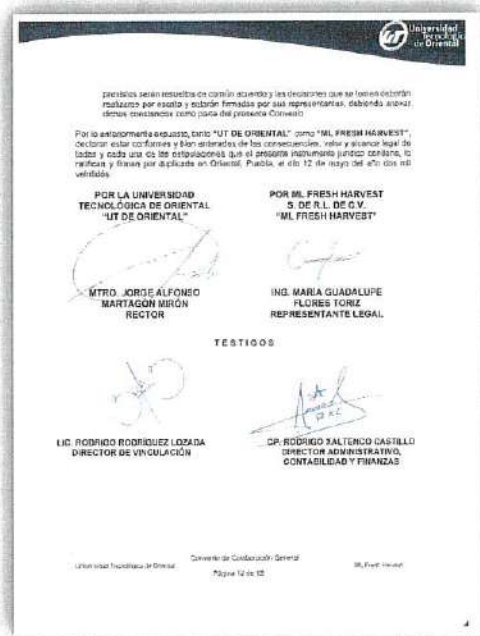 Universidad
Tecnológica
de Oriental
previstos serán resueltos de común acuerdo y las decisiones que se tomen deberán
realizarse por escrito y estarán firmadas por sus representantes, debiendo anexar
dichas constancias como parte del presente Convenio.
Por lo anteriormente expuesto, tanto "UT DE ORIENTAL" como "ML FRESH HARVEST",
declaran estar conformes y bien enteradas de las consecuencias, valor y alcance legal de
todas y cada una de las estipulaciones que el presente instrumento jurídico contiene, lo
ratifican y firman por duplicado en Oriental, Puebla, el día 12 de mayo del año dos mil
veintidós.
POR LA UNIVERSIDAD
TECNOLÓGICA DE ORIENTAL
"UT DE ORIENTAL"
POR ML FRESH HARVEST
S. DE R.L. DE C.V.
"ML FRESH HARVEST"
MTRO. JORGE ALFONSO
MARTAGÓN MIRÓN
RECTOR
ING. MARÍA GUADALUPE
FLORES TORIZ
REPRESENTANTE LEGAL
TESTIGOS
LIC. RODRIGO RODRÍGUEZ LOZADA
DIRECTOR DE VINCULACIÓN
CP. RODRIGO XALTENCO CASTILLO
DIRECTOR ADMINISTRATIVO,
CONTABILIDAD Y FINANZAS
Convenio de Colaboración General
Universidad Tecnológica de Oriental
ML Fresh Harvest
Página 12 de 12